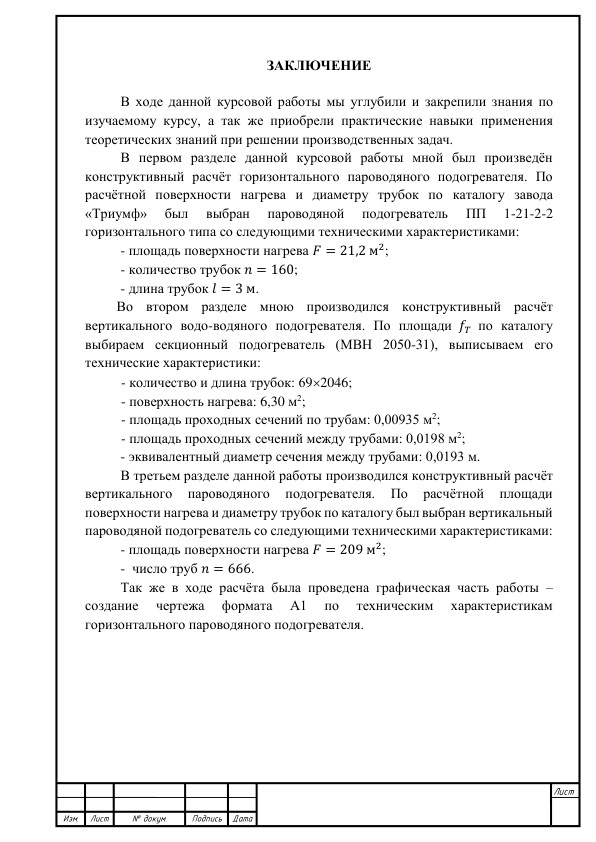 ЗАКЛЮЧЕНИЕ
В ходе данной курсовой работы мы углубили и закрепили знания по
изучаемому курсу, а так же приобрели практические навыки применения
теоретических знаний при решении производственных задач.
В первом разделе данной курсовой работы мной был произведён
конструктивный расчёт горизонтального пароводяного подогревателя. По
расчётной поверхности нагрева и диаметру трубок по каталогу завода
«Триумф» был выбран пароводяной подогреватель ПП 1-21-2-2
горизонтального типа со следующими техническими характеристиками:
- площадь поверхности нагрева 𝐹 = 21,2 м²;
- количество трубок 𝑛 = 160;
- длина трубок 𝑙 = 3 м.
Во втором разделе мною производился конструктивный расчёт
вертикального водо-водяного подогревателя. По площади 𝑓𝑇 по каталогу
выбираем секционный подогреватель (МВН 2050-31), выписываем его
технические характеристики:
- количество и длина трубок: 69×2046;
- поверхность нагрева: 6,30 м²;
- площадь проходных сечений по трубам: 0,00935 м²;
- площадь проходных сечений между трубами: 0,0198 м²;
- эквивалентный диаметр сечения между трубами: 0,0193 м.
В третьем разделе данной работы производился конструктивный расчёт
вертикального пароводяного подогревателя. По расчётной площади
поверхности нагрева и диаметру трубок по каталогу был выбран вертикальный
пароводяной подогреватель со следующими техническими характеристиками:
- площадь поверхности нагрева 𝐹 = 209 м²;
- число труб 𝑛 = 666.
Так же в ходе расчёта была проведена графическая часть работы –
создание чертежа формата А1 по техническим характеристикам
горизонтального пароводяного подогревателя.
Лист
Изм. Лист № докум. Подпись Дата